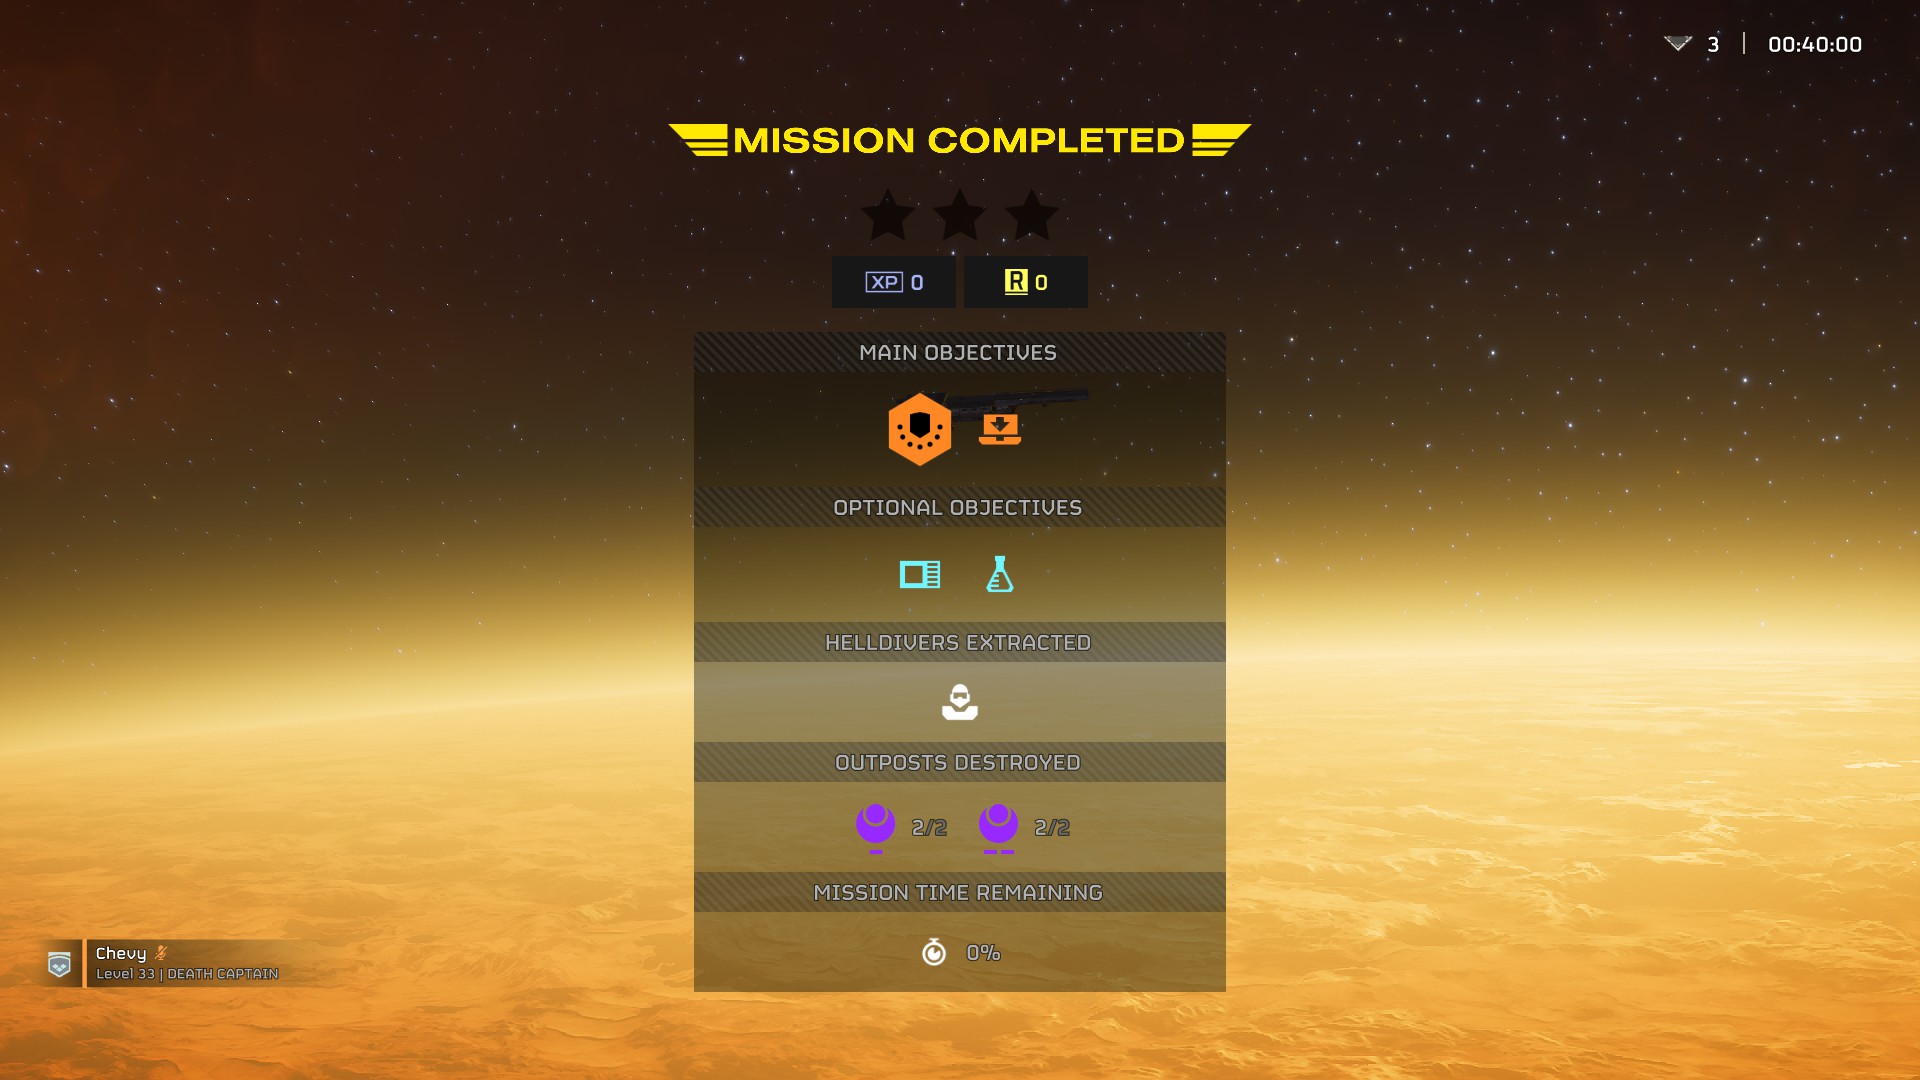 3 | 00:40:00
MISSION COMPLETED
XP 0
R 0
MAIN OBJECTIVES
OPTIONAL OBJECTIVES
HELLDIVERS EXTRACTED
OUTPOSTS DESTROYED
2/2 2/2
MISSION TIME REMAINING
0%
Chevy
Level 33 | DEATH CAPTAIN